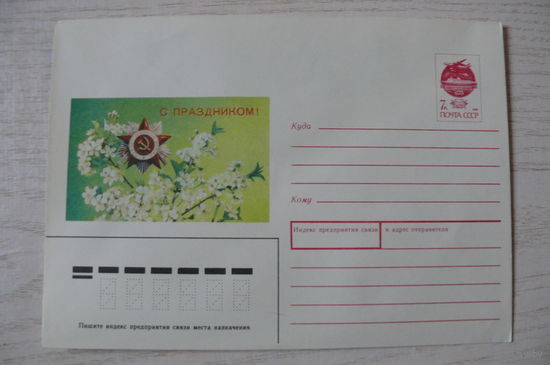 С ПРАЗДНИКОМ!
7к.
ПОЧТА СССР
Куда
Кому
Индекс предприятия связи и адрес отправителя
Пишите индекс предприятия связи места назначения